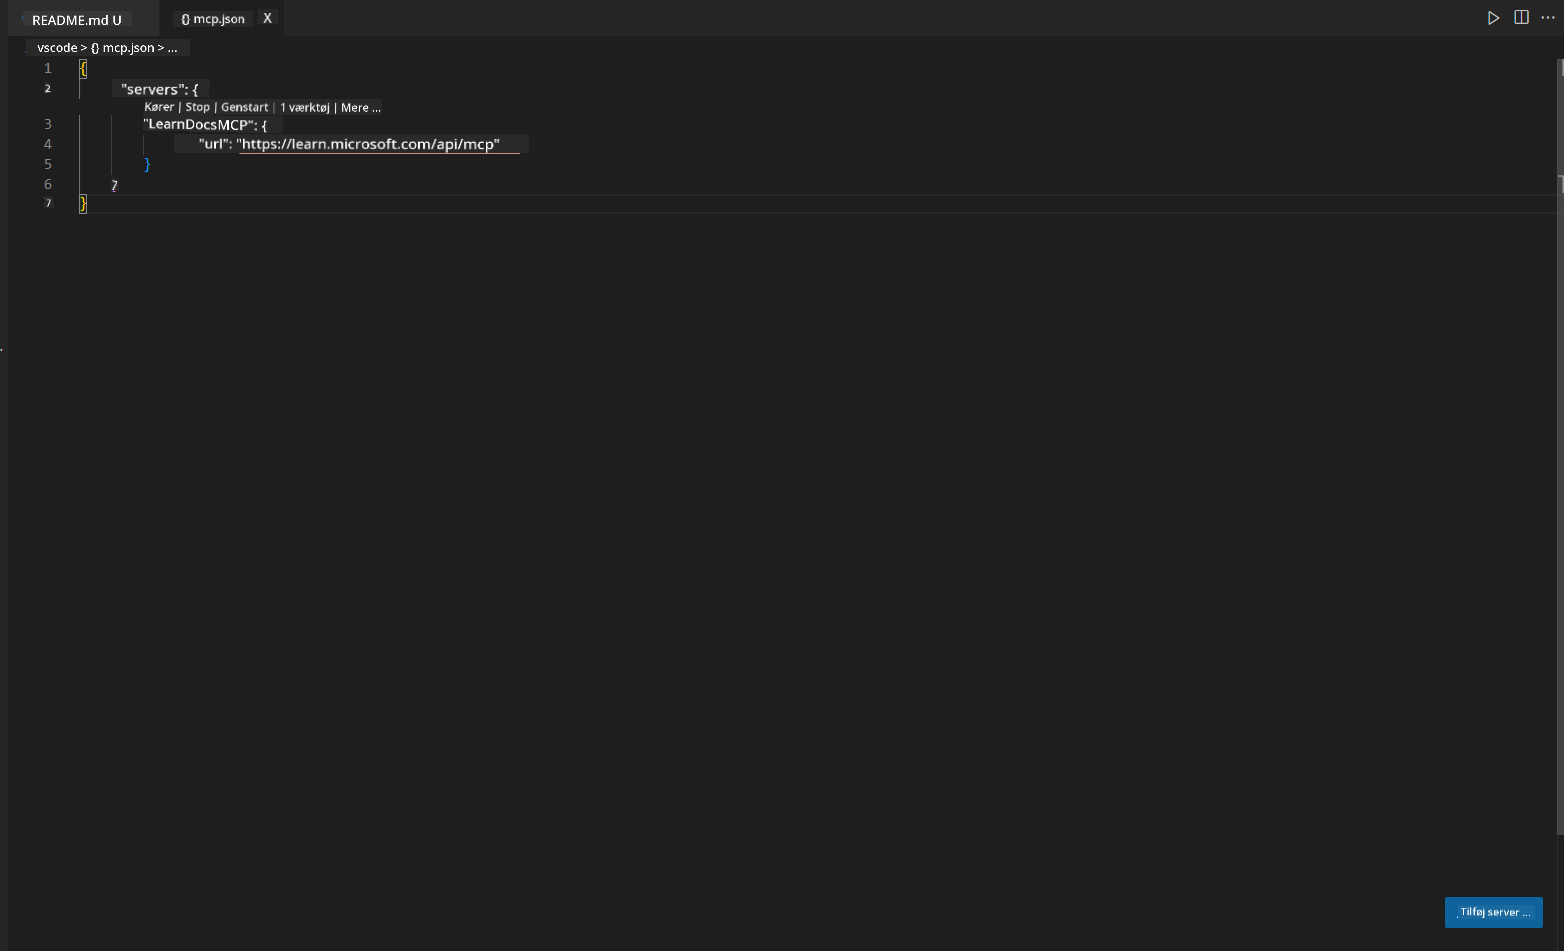 README.md U {} mcp.json X
vscode > {} mcp.json > ...
1 {
2 "servers": {
Kører | Stop | Genstart | 1 værktøj | Mere ...
3 "LearnDocsMCP": {
4 "url": "https://learn.microsoft.com/api/mcp"
5 }
6 7
7 }
Tilføj server ...